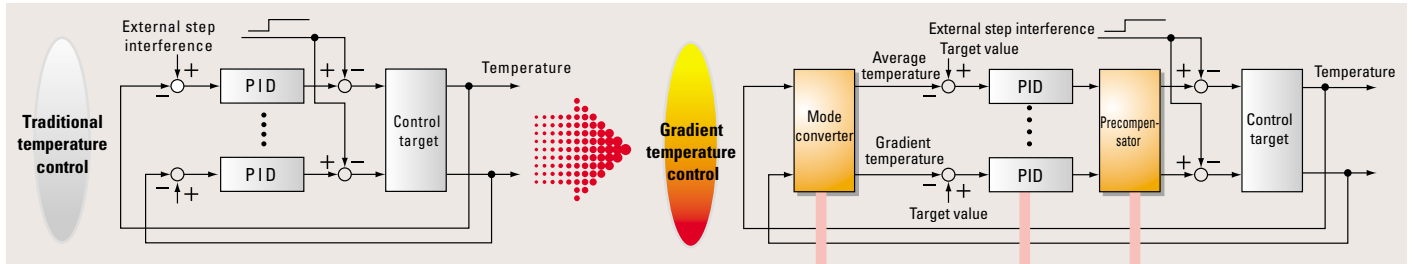 Traditional
temperature
control
External step
interference
+
−
PID
+
−
Control
target
Temperature
−
+
PID
+
−
Gradient
temperature
control
Mode
converter
Average
temperature
External step interference
Target value
+
−
PID
Precompen-
sator
+
−
Control
target
Temperature
Gradient
temperature
−
+
Target value
PID
+
−